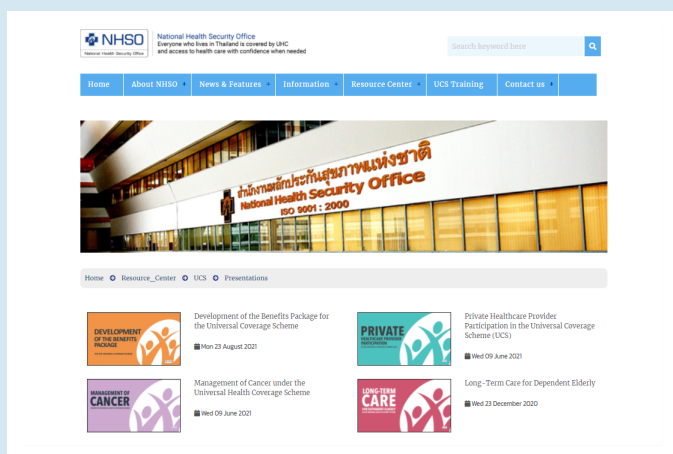 NHSO
National Health Security Office
National Health Security Office
Everyone who lives in Thailand is covered by UHC
and access to health care with confidence when needed
Search keyword here
Home About NHSO News & Features Information Resource Center UCS Training Contact us
สำนักงานหลักประกันสุขภาพแห่งชาติ
National Health Security Office
ISO 9001 : 2000
Home Resource_Center UCS Presentations
DEVELOPMENT
OF THE BENEFITS
PACKAGE
Development of the Benefits Package for
the Universal Coverage Scheme
Mon 23 August 2021
PRIVATE
HEALTHCARE PROVIDER
PARTICIPATION
Private Healthcare Provider
Participation in the Universal Coverage
Scheme (UCS)
Wed 09 June 2021
MANAGEMENT OF
CANCER
Management of Cancer under the
Universal Health Coverage Scheme
Wed 09 June 2021
LONG-TERM
CARE
Long-Term Care for Dependent Elderly
Wed 23 December 2020